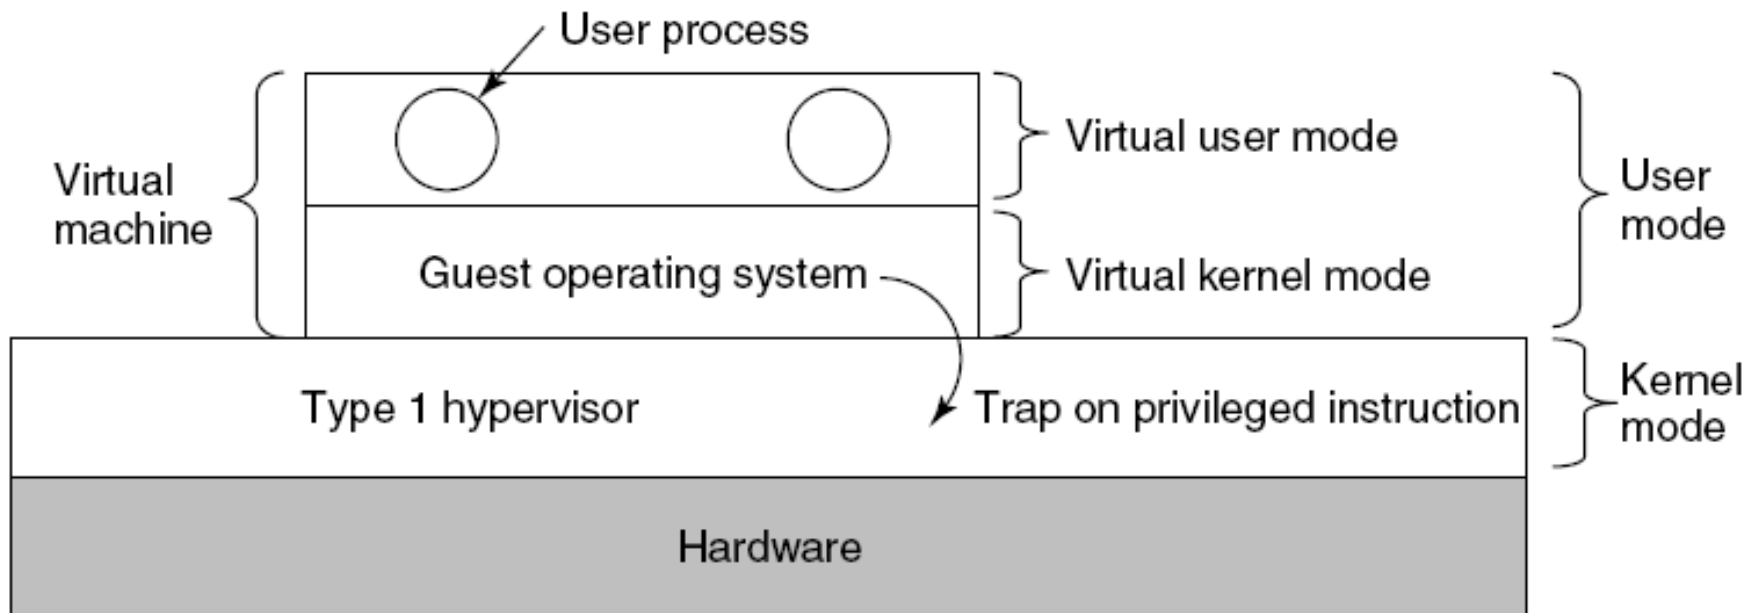 User process
Virtual user mode
Virtual
machine
User
mode
Guest operating system
Virtual kernel mode
Type 1 hypervisor
Trap on privileged instruction
Kernel
mode
Hardware